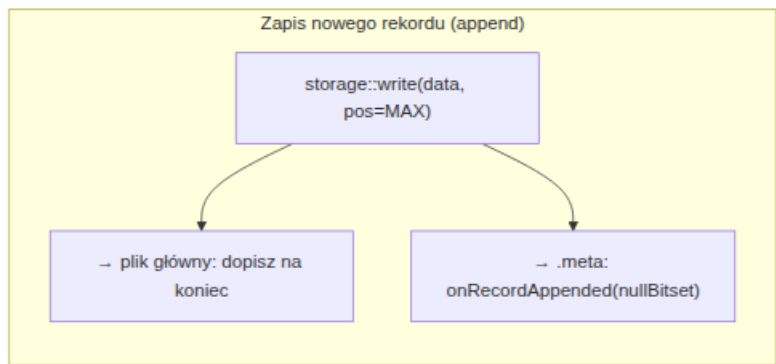 Zapis nowego rekordu (append)
storage::write(data,
pos=MAX)
→ plik główny: dopisz na
koniec
→ .meta:
onRecordAppended(nullBitset)